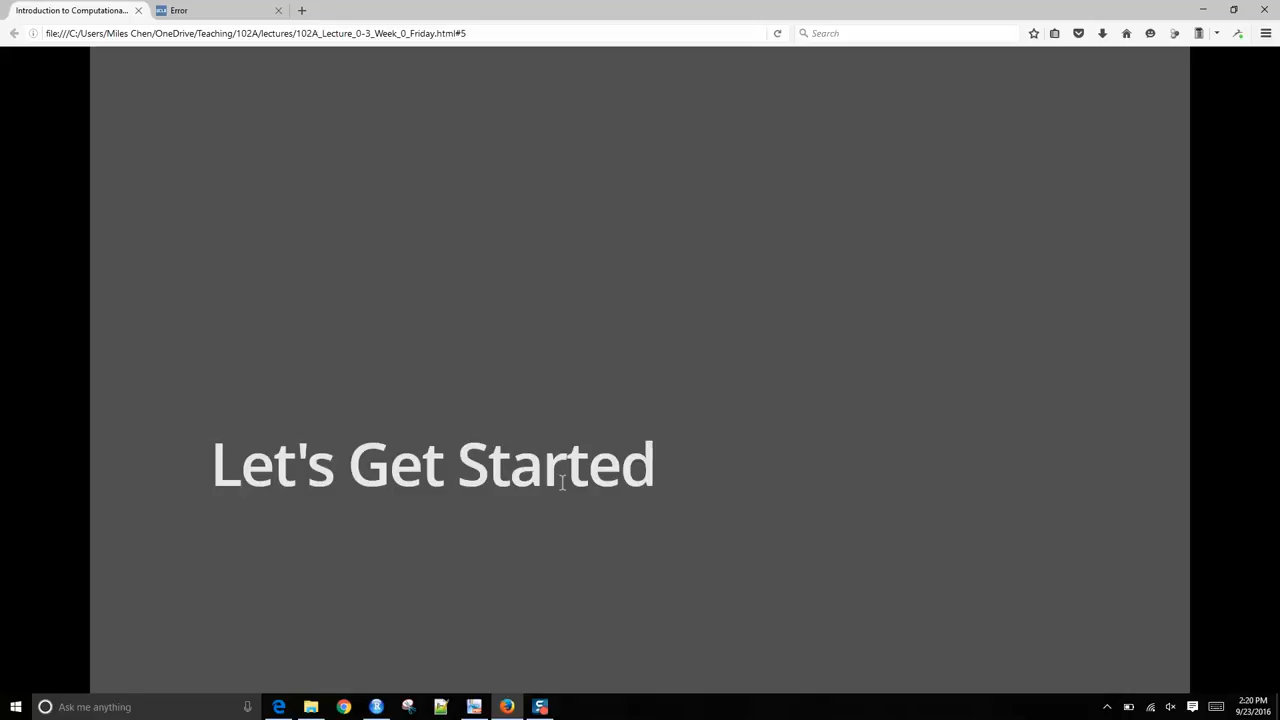 Introduction to Computationa...
Error
file:///C:/Users/Miles Chen/OneDrive/Teaching/102A/lectures/102A_Lecture_0-3_Week_0_Friday.html#5
Search
Let's Get Started
Ask me anything
2:20 PM
9/23/2016